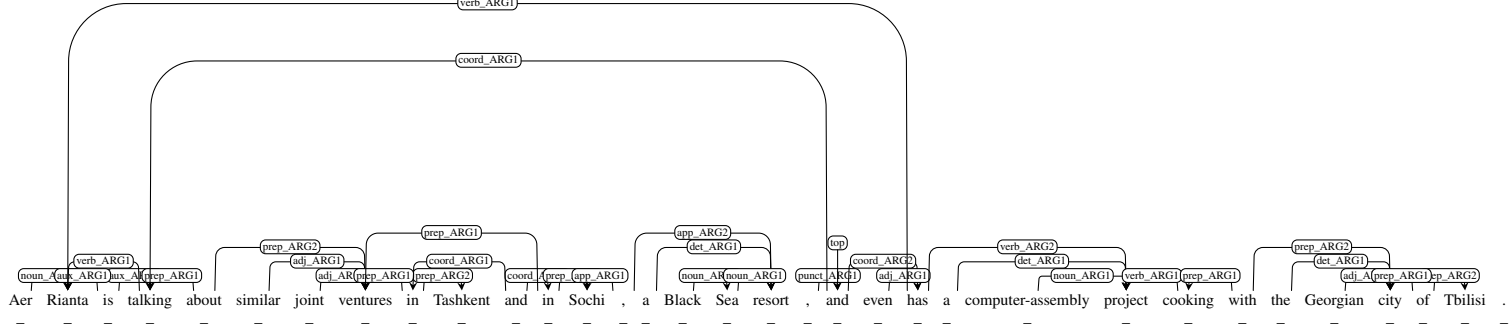 verb_ARG1
coord_ARG1
prep_ARG1 app_ARG2
top
prep_ARG2 det_ARG1 verb_ARG2 prep_ARG2
verb_ARG1 adj_ARG1 coord_ARG1 coord_ARG2 det_ARG1 det_ARG1
aux_ARG1 prep_ARG1 prep_ARG1 prep_ARG2 app_ARG1 noun_ARG1 punct_ARG1 adj_ARG1 noun_ARG1 verb_ARG1 prep_ARG1 prep_ARG1
Aer Rianta is talking about similar joint ventures in Tashkent and in Sochi , a Black Sea resort , and even has a computer-assembly project cooking with the Georgian city of Tbilisi .
_ _ _ _ _ _ _ _ _ _ _ _ _ _ _ _ _ _ _ _ _ _ _ _ _ _ _ _ _ _ _ _ _